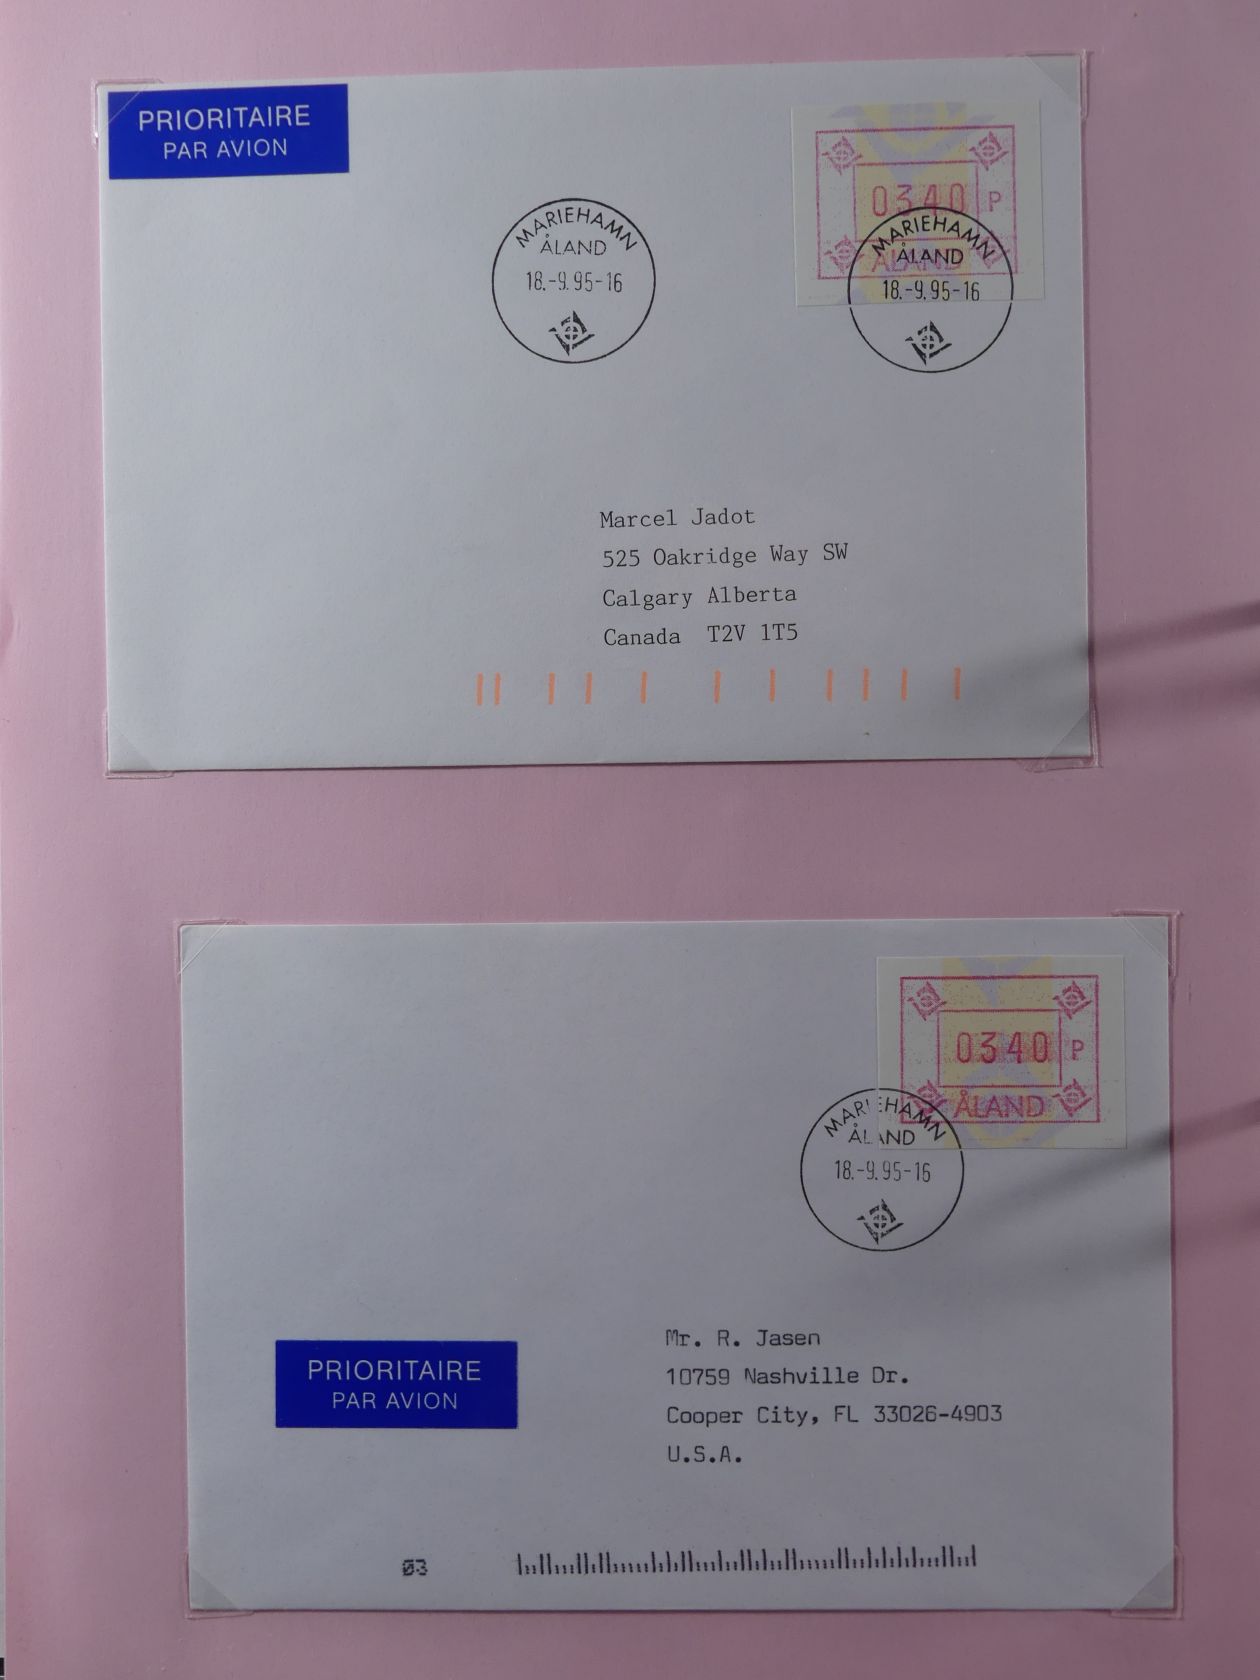 PRIORITAIRE
PAR AVION
0340 P
ÅLAND
MARIEHAMN
ÅLAND
18.-9.95-16
MARIEHAMN
ÅLAND
18.-9.95-16
Marcel Jadot
525 Oakridge Way SW
Calgary Alberta
Canada T2V 1T5
0340 P
ÅLAND
MARIEHAMN
ÅLAND
18.-9.95-16
PRIORITAIRE
PAR AVION
Mr. R. Jasen
10759 Nashville Dr.
Cooper City, FL 33026-4903
U.S.A.
03